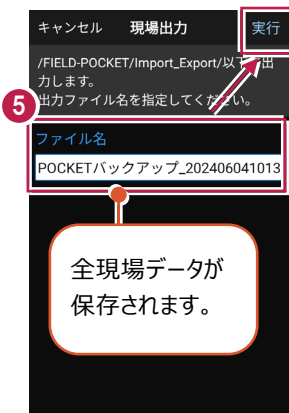 キャンセル 現場出力 実行
/FIELD-POCKET/Import_Export/以下に出
力します。
出力ファイル名を指定してください。
5
ファイル名
POCKETバックアップ_202406041013
全現場データが
保存されます。